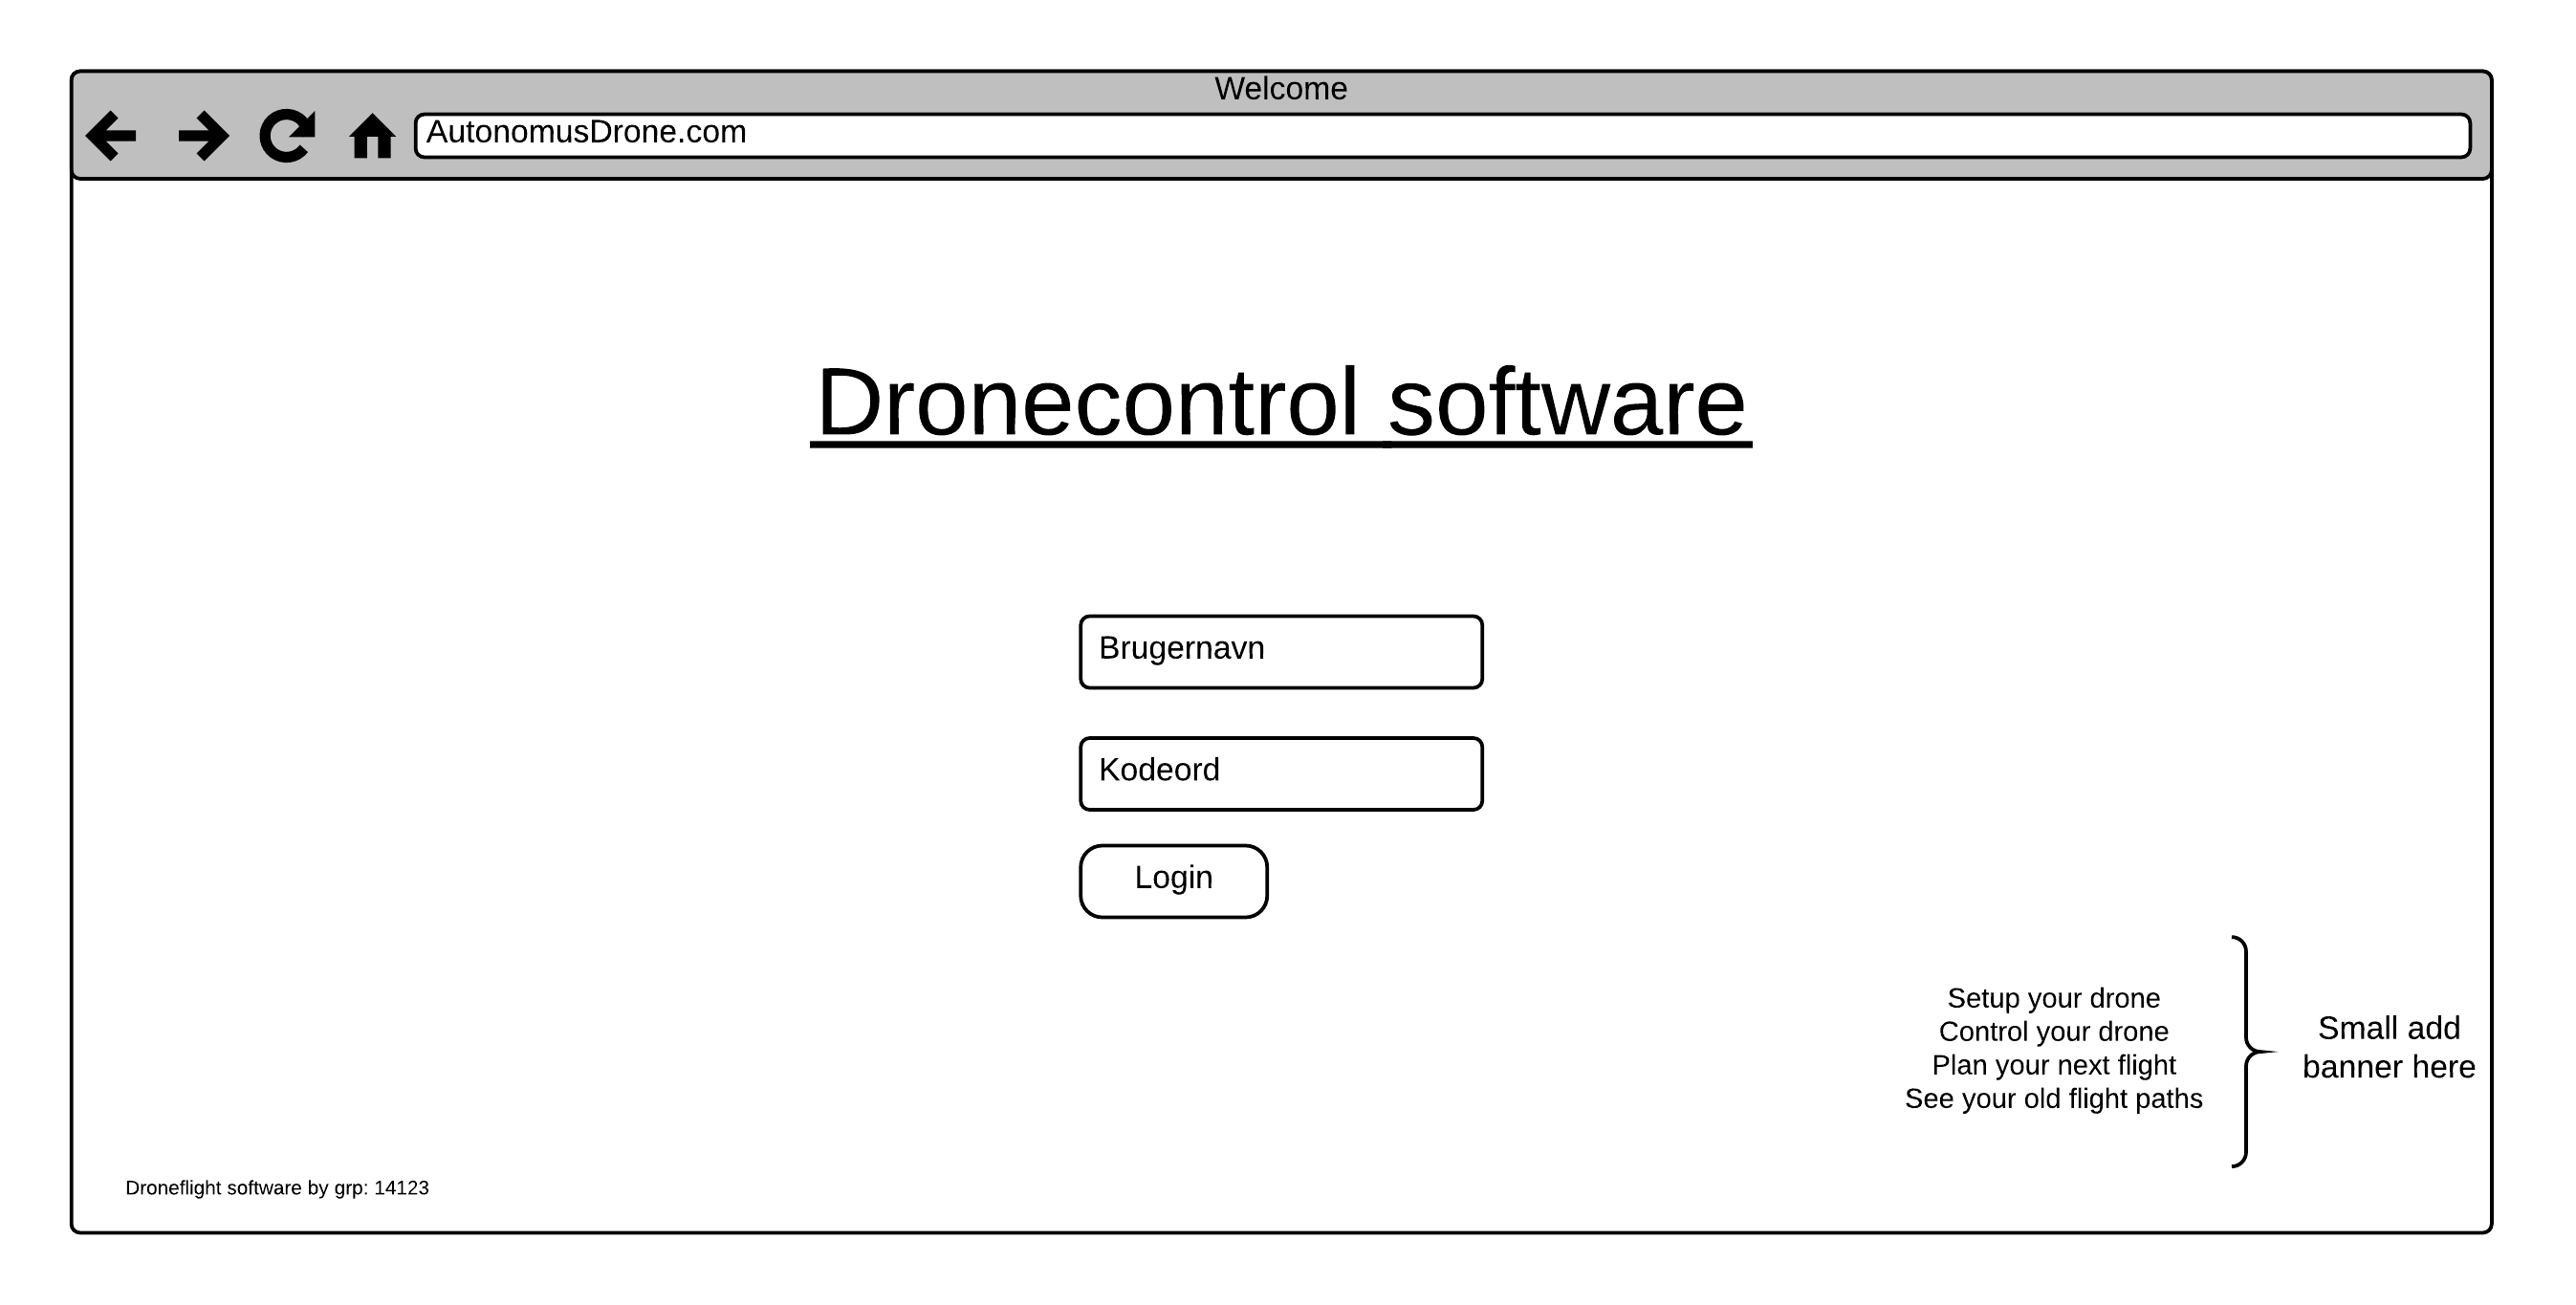 Welcome
AutonomusDrone.com
Dronecontrol software
Brugernavn
Kodeord
Login
Setup your drone
Control your drone
Plan your next flight
See your old flight paths
Small add
banner here
Droneflight software by grp: 14123